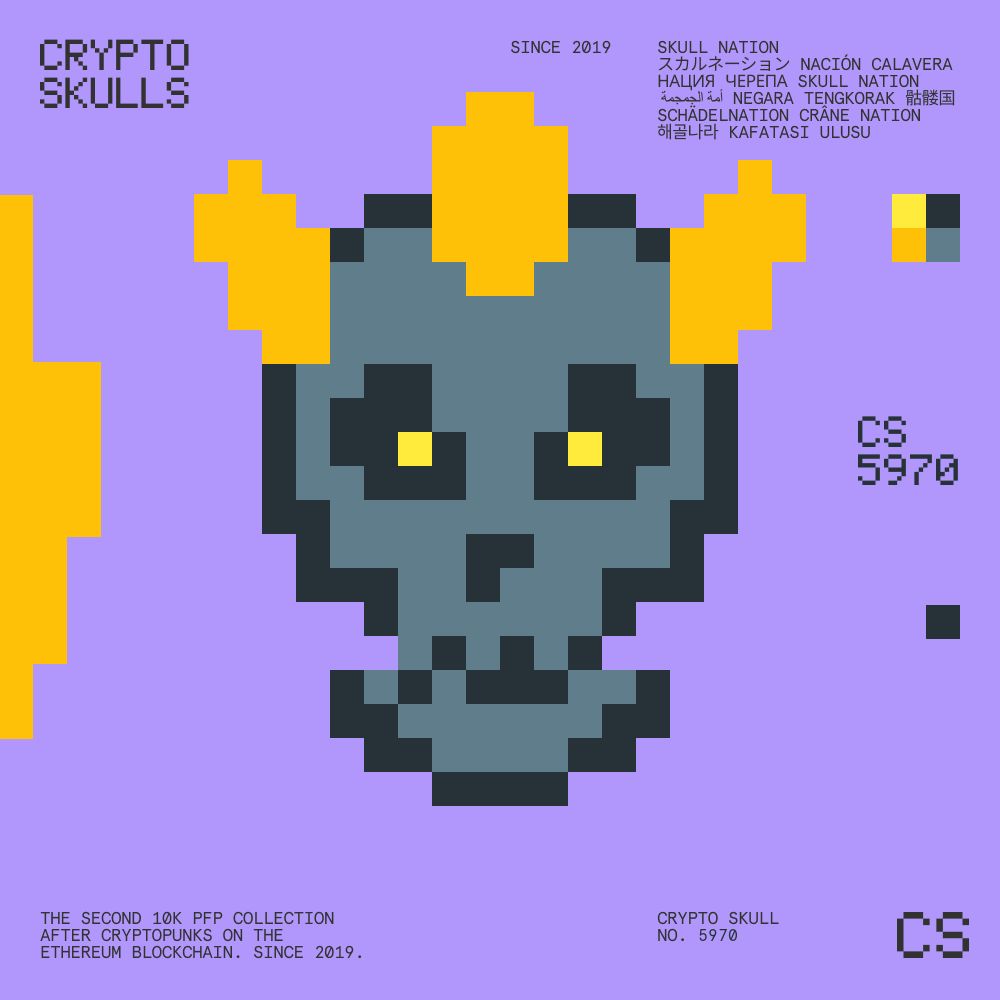 CRYPTO
SKULLS
SINCE 2019
SKULL NATION
スカルネーション NACIÓN CALAVERA
НАЦИЯ ЧЕРЕПА SKULL NATION
أمة الجمجمة NEGARA TENGKORAK 骷髅国
SCHÄDELNATION CRÂNE NATION
해골나라 KAFATASI ULUSU
CS
5970
THE SECOND 10K PFP COLLECTION
AFTER CRYPTOPUNKS ON THE
ETHEREUM BLOCKCHAIN. SINCE 2019.
CRYPTO SKULL
NO. 5970
CS